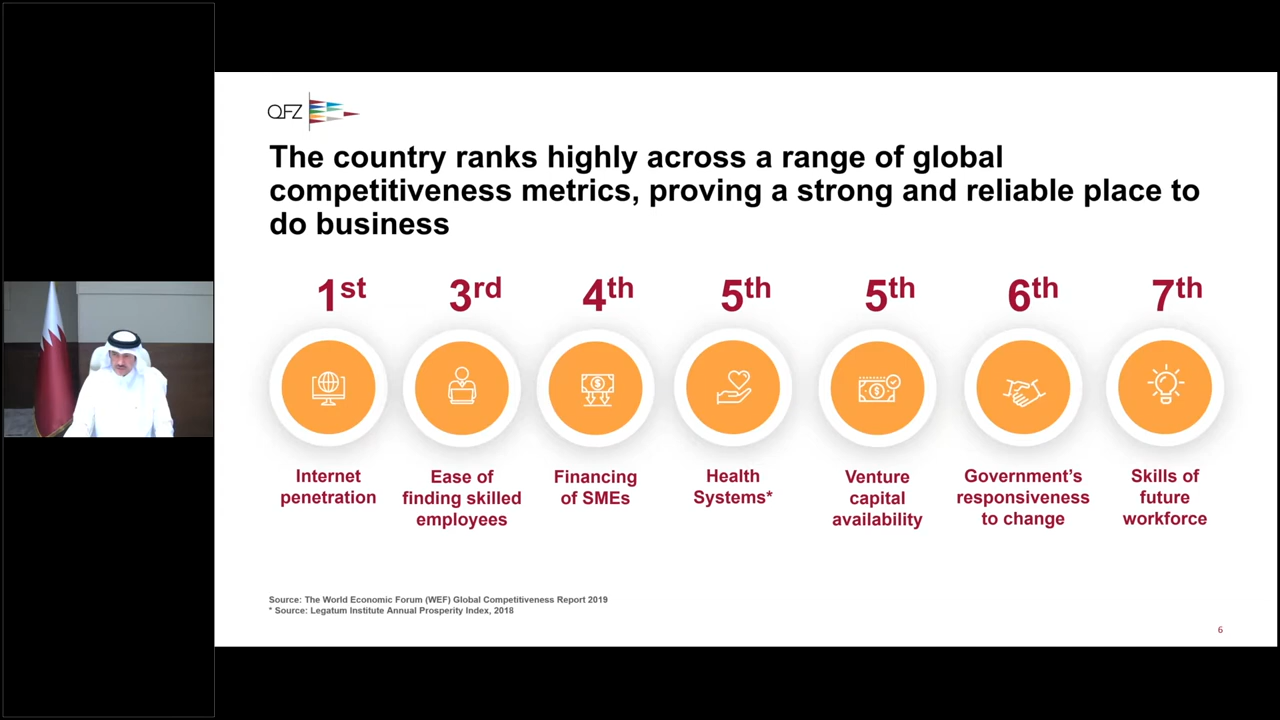 QFZ
The country ranks highly across a range of global
competitiveness metrics, proving a strong and reliable place to
do business
1st
3rd
4th
5th
5th
6th
7th
Internet
penetration
Ease of
finding skilled
employees
Financing
of SMEs
Health
Systems*
Venture
capital
availability
Government's
responsiveness
to change
Skills of
future
workforce
Source: The World Economic Forum (WEF) Global Competitiveness Report 2019
* Source: Legatum Institute Annual Prosperity Index, 2018
6